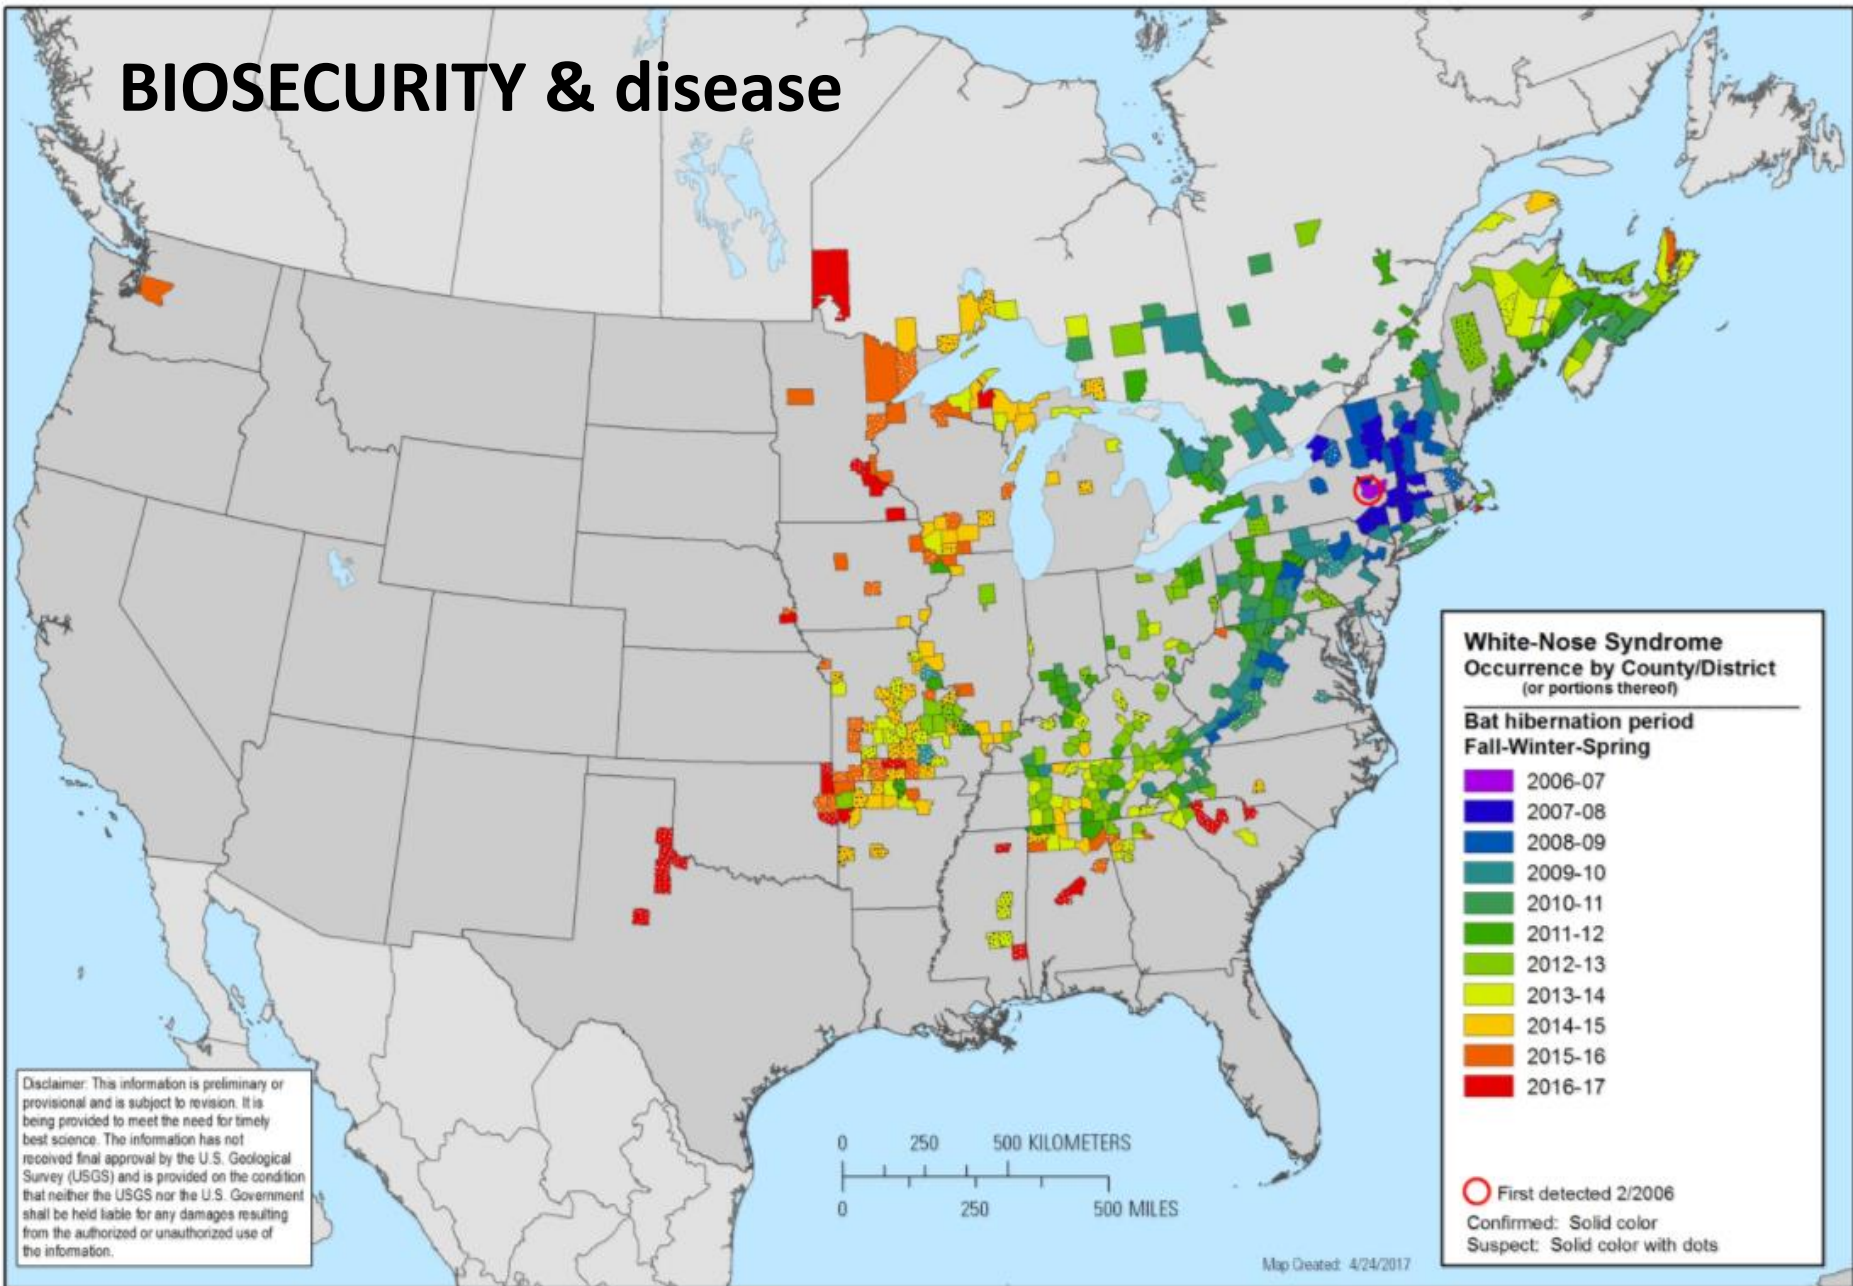 BIOSECURITY & disease
White-Nose Syndrome
Occurrence by County/District
(or portions thereof)
Bat hibernation period
Fall-Winter-Spring
2006-07
2007-08
2008-09
2009-10
2010-11
2011-12
2012-13
2013-14
2014-15
2015-16
2016-17
First detected 2/2006
Confirmed: Solid color
Suspect: Solid color with dots
Disclaimer: This information is preliminary or
provisional and is subject to revision. It is
being provided to meet the need for timely
best science. The information has not
received final approval by the U.S. Geological
Survey (USGS) and is provided on the condition
that neither the USGS nor the U.S. Government
shall be held liable for any damages resulting
from the authorized or unauthorized use of
the information.
0 250 500 KILOMETERS
0 250 500 MILES
Map Created: 4/24/2017